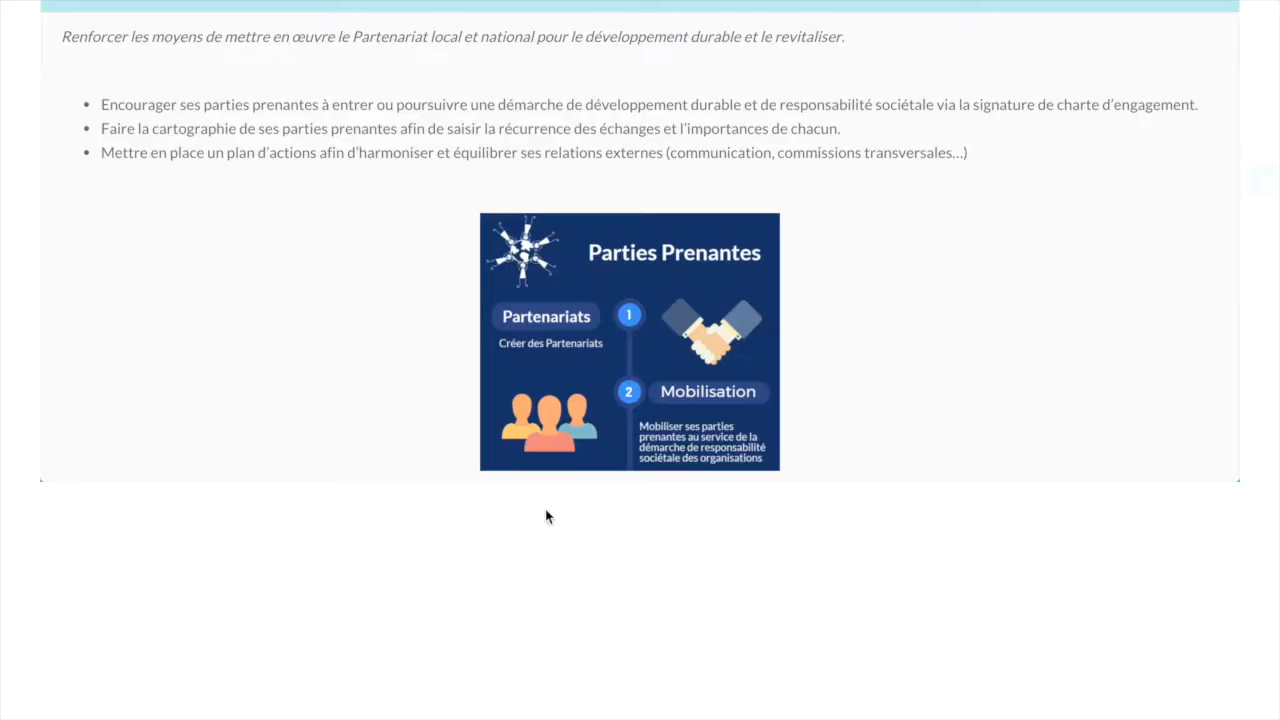 Renforcer les moyens de mettre en œuvre le Partenariat local et national pour le développement durable et le revitaliser.
• Encourager ses parties prenantes à entrer ou poursuivre une démarche de développement durable et de responsabilité sociétale via la signature de charte d'engagement.
• Faire la cartographie de ses parties prenantes afin de saisir la récurrence des échanges et l'importances de chacun.
• Mettre en place un plan d'actions afin d'harmoniser et équilibrer ses relations externes (communication, commissions transversales…)
Parties Prenantes
Partenariats
1
Créer des Partenariats
2
Mobilisation
Mobiliser ses parties
prenantes au service de la
démarche de responsabilité
sociétale des organisations